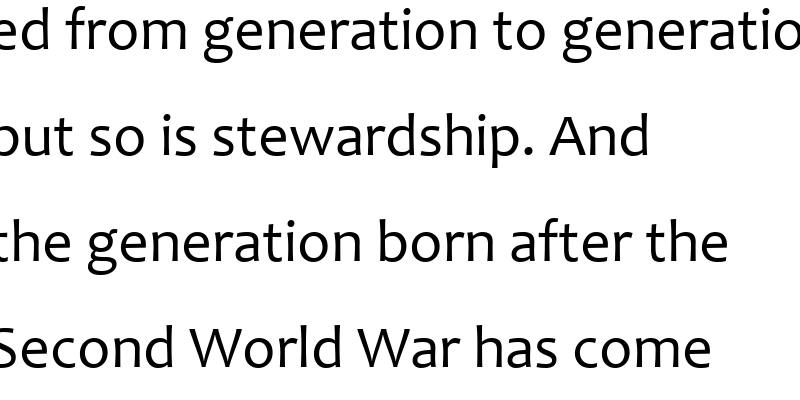 ed from generation to generatio
but so is stewardship. And
the generation born after the
Second World War has come